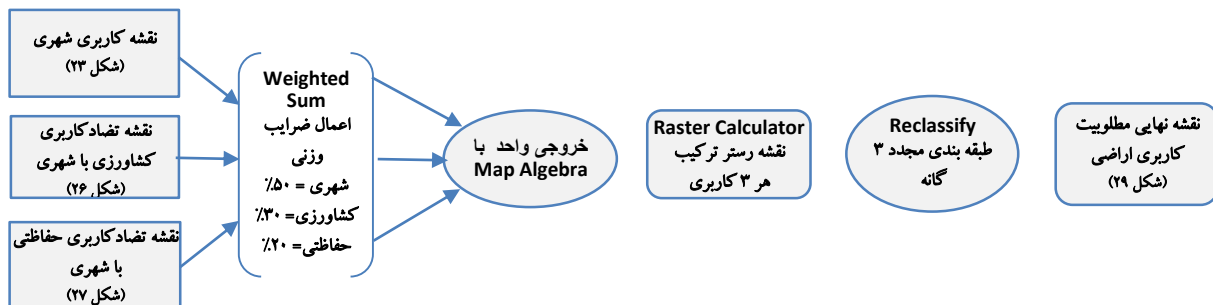 نقشه کاربری شهری
(شکل ۲۳)
نقشه تضادکاربری
کشاورزی با شهری
(شکل ۲۶)
نقشه تضادکاربری حفاظتی
با شهری
(شکل ۲۷)
Weighted
Sum
اعمال ضرایب
وزنی
شهری = ۵۰٪
کشاورزی= ۳۰٪
حفاظتی= ۲۰٪
خروجی واحد با
Map Algebra
Raster Calculator
نقشه رستر ترکیب
هر ۳ کاربری
Reclassify
طبقه بندی مجدد ۳
گانه
نقشه نهایی مطلوبیت
کاربری اراضی
(شکل ۲۹)